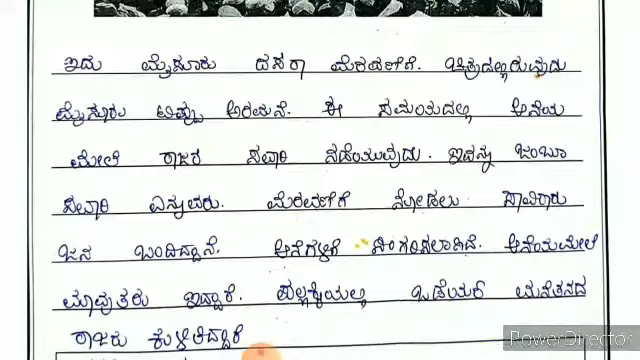 ಇದು ಮೈಸೂರು ದಸರಾ ಮೆರವಣಿಗೆ. ಚಿತ್ರದಲ್ಲಿರುವುದು
ಮೈಸೂರು ಅರಮನೆ. ಈ ಸಮಯದಲ್ಲಿ ಆನೆಯ
ಮೇಲೆ ರಾಜರ ಸವಾರಿ ನಡೆಯುವುದು. ಇದನ್ನು ಜಂಬೂ
ಸವಾರಿ ಎನ್ನುವರು. ಮೆರವಣಿಗೆ ನೋಡಲು ಸಾವಿರಾರು
ಜನ ಬಂದಿದ್ದಾರೆ. ಆನೆಗಳಿಗೆ ಸಿಂಗರಿಸಲಾಗಿದೆ. ಆನೆಯಮೇಲೆ
ಮಾವುತರು ಇದ್ದಾರೆ. ಪಲ್ಲಕ್ಕಿಯಲ್ಲಿ ಒಡೆಯರ ಮನೆತನದ
ರಾಜರು ಕುಳಿತಿದ್ದಾರೆ
PowerDirector